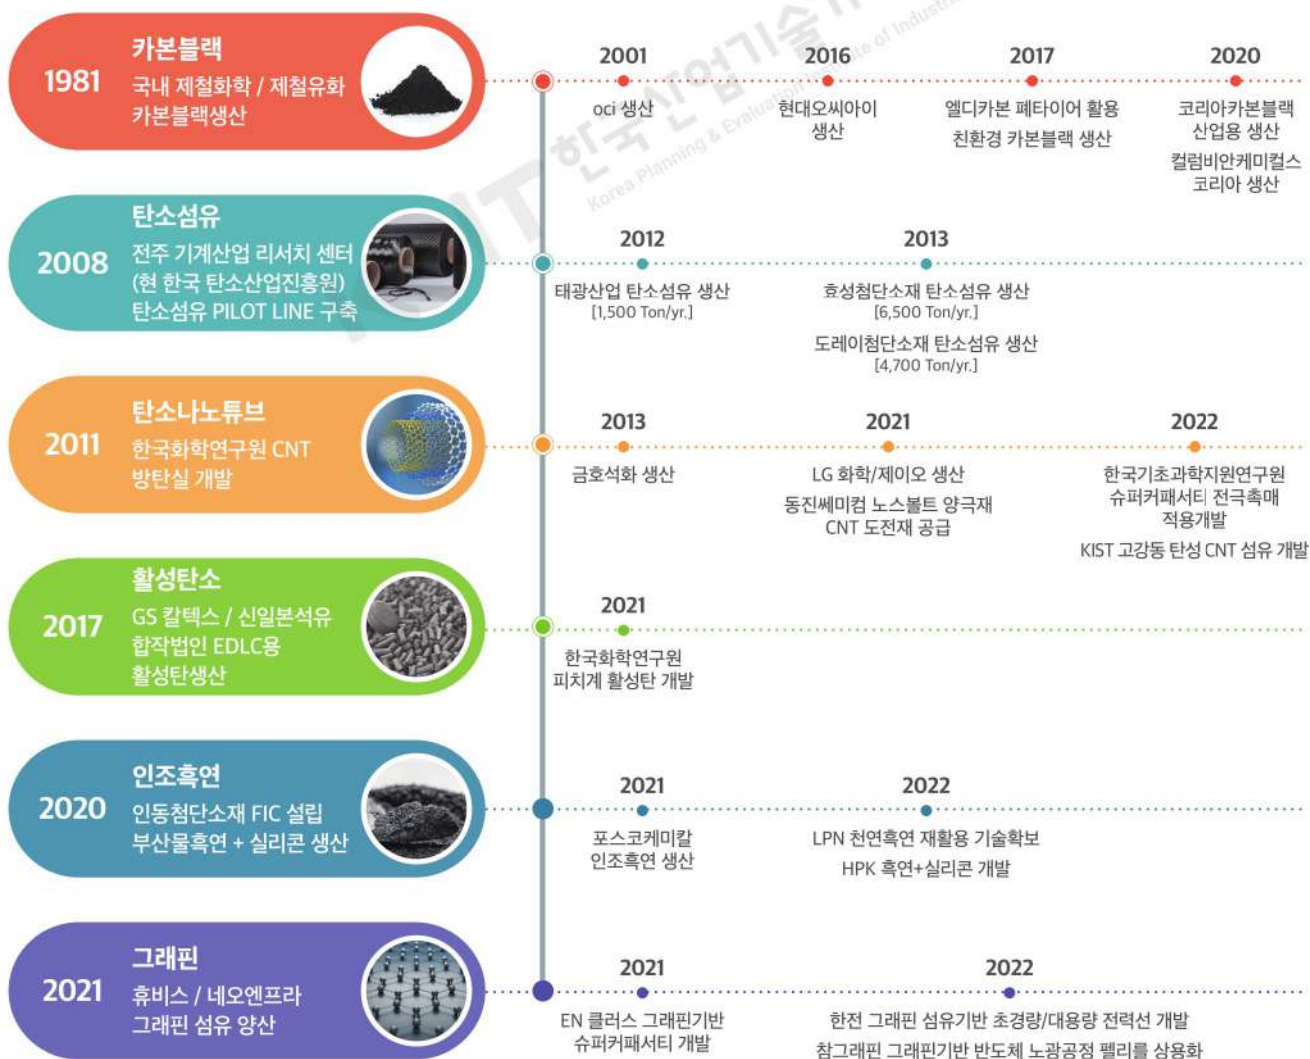 1981
카본블랙
국내 제철화학 / 제철유화
카본블랙생산
2001
oci 생산
2016
현대오씨아이
생산
2017
엘디카본 폐타이어 활용
친환경 카본블랙 생산
2020
코리아카본블랙
산업용 생산
컬럼비안케미컬스
코리아 생산
한국산업기술
Korea Planning & Evaluation Institute of Industrial
2008
탄소섬유
전주 기계산업 리서치 센터
(현 한국 탄소산업진흥원)
탄소섬유 PILOT LINE 구축
2012
태광산업 탄소섬유 생산
[1,500 Ton/yr.]
2013
효성첨단소재 탄소섬유 생산
[6,500 Ton/yr.]
도레이첨단소재 탄소섬유 생산
[4,700 Ton/yr.]
2011
탄소나노튜브
한국화학연구원 CNT
방탄실 개발
2013
금호석화 생산
2021
LG 화학/제이오 생산
동진쎄미컴 노스볼트 양극재
CNT 도전재 공급
2022
한국기초과학지원연구원
슈퍼커패서티 전극촉매
적용개발
KIST 고강동 탄성 CNT 섬유 개발
2017
활성탄소
GS 칼텍스 / 신일본석유
합작법인 EDLC용
활성탄생산
2021
한국화학연구원
피치계 활성탄 개발
2020
인조흑연
인동첨단소재 FIC 설립
부산물흑연 + 실리콘 생산
2021
포스코케미칼
인조흑연 생산
2022
LPN 천연흑연 재활용 기술확보
HPK 흑연+실리콘 개발
2021
그래핀
휴비스 / 네오엔프라
그래핀 섬유 양산
2021
EN 클러스 그래핀기반
슈퍼커패서티 개발
2022
한전 그래핀 섬유기반 초경량/대용량 전력선 개발
참그래핀 그래핀기반 반도체 노광공정 펠리를 상용화